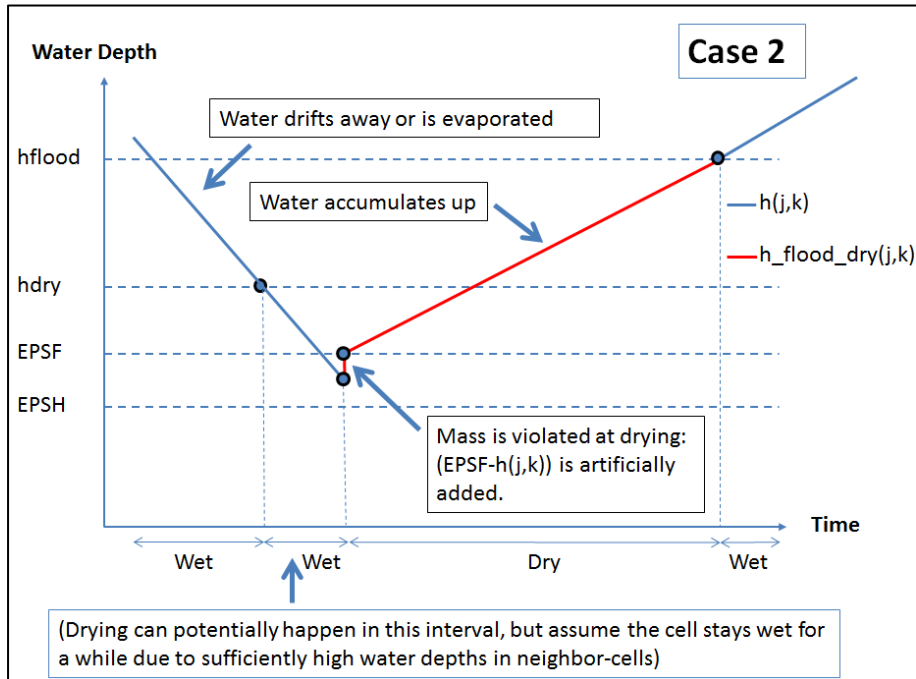 Case 2
Water Depth
Water drifts away or is evaporated
hflood
Water accumulates up
h(j,k)
h_flood_dry(j,k)
hdry
EPSF
EPSH
Mass is violated at drying:
(EPSF-h(j,k)) is artificially
added.
Time
Wet
Wet
Dry
Wet
(Drying can potentially happen in this interval, but assume the cell stays wet for
a while due to sufficiently high water depths in neighbor-cells)